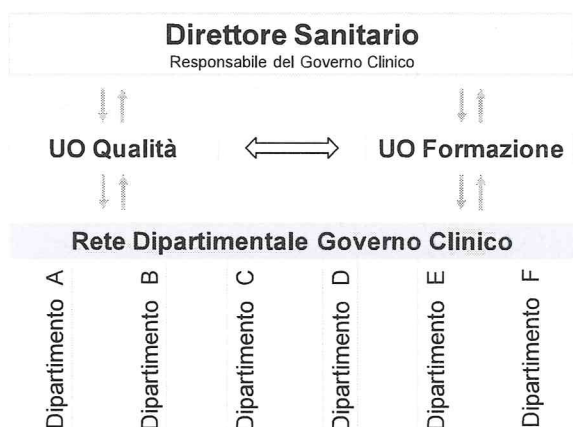 Direttore Sanitario
Responsabile del Governo Clinico
UO Qualità
UO Formazione
Rete Dipartimentale Governo Clinico
Dipartimento A
Dipartimento B
Dipartimento C
Dipartimento D
Dipartimento E
Dipartimento F